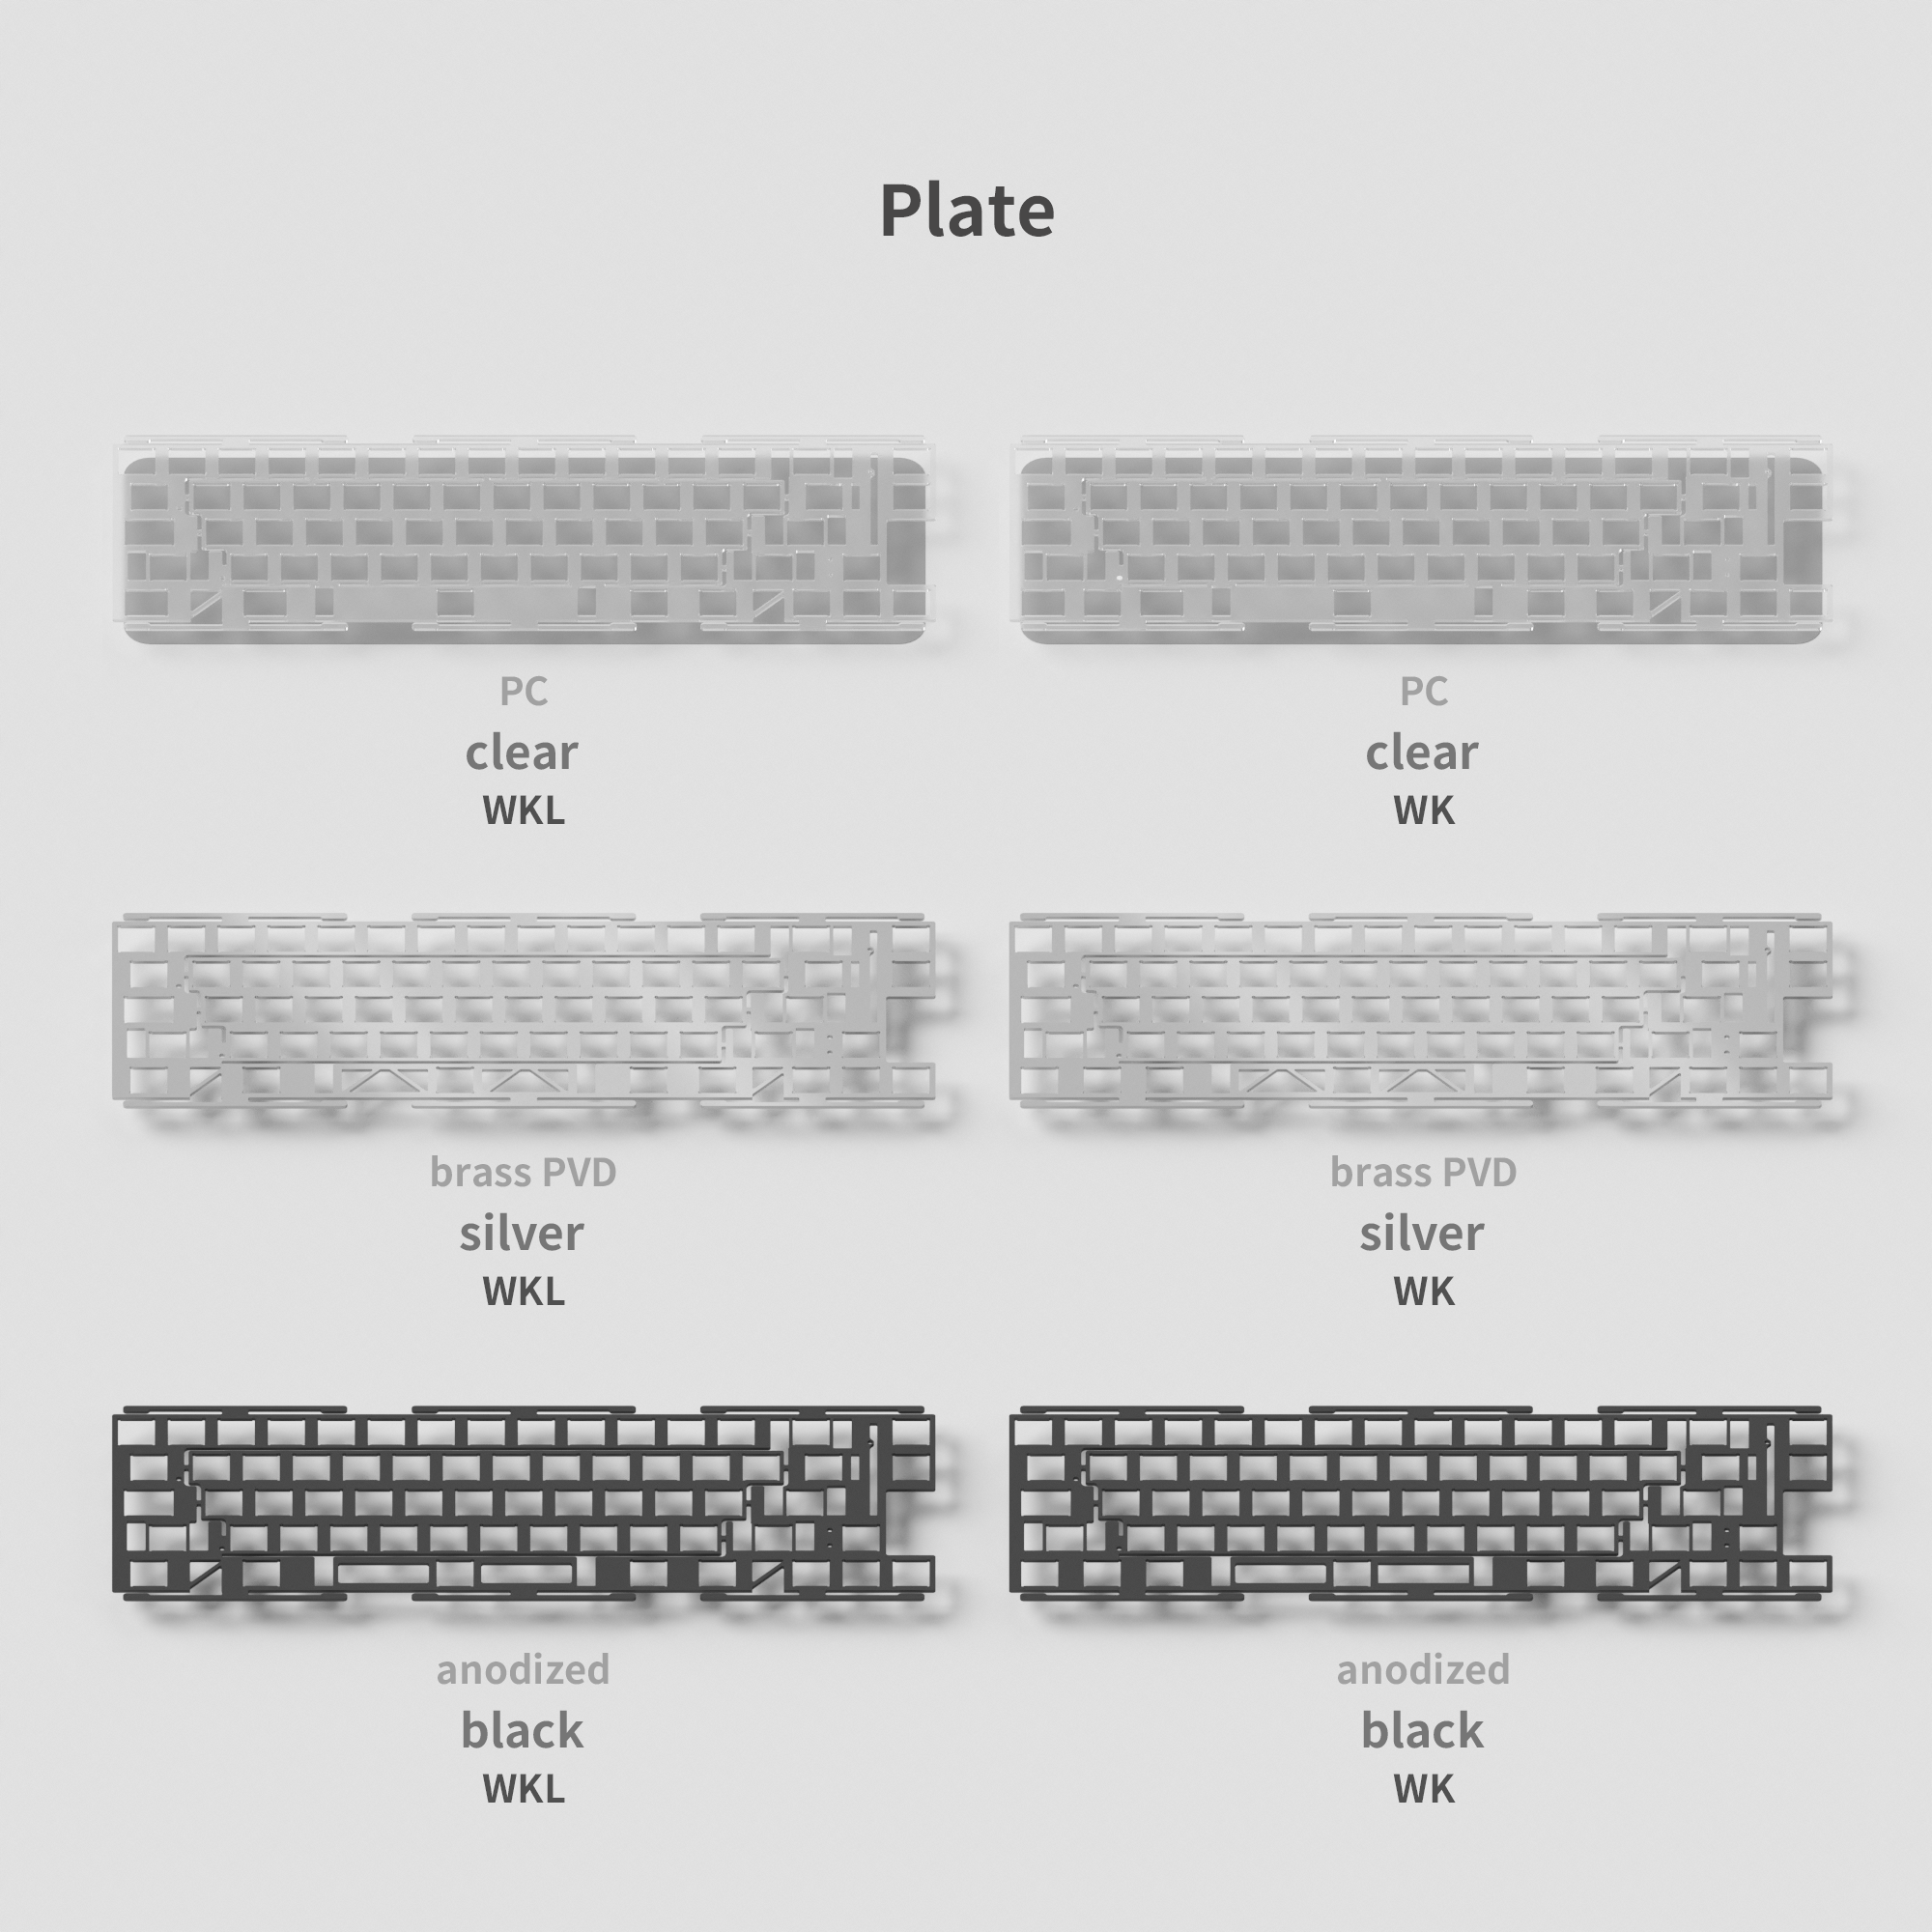 Plate
PC
clear
WKL
PC
clear
WK
brass PVD
silver
WKL
brass PVD
silver
WK
anodized
black
WKL
anodized
black
WK